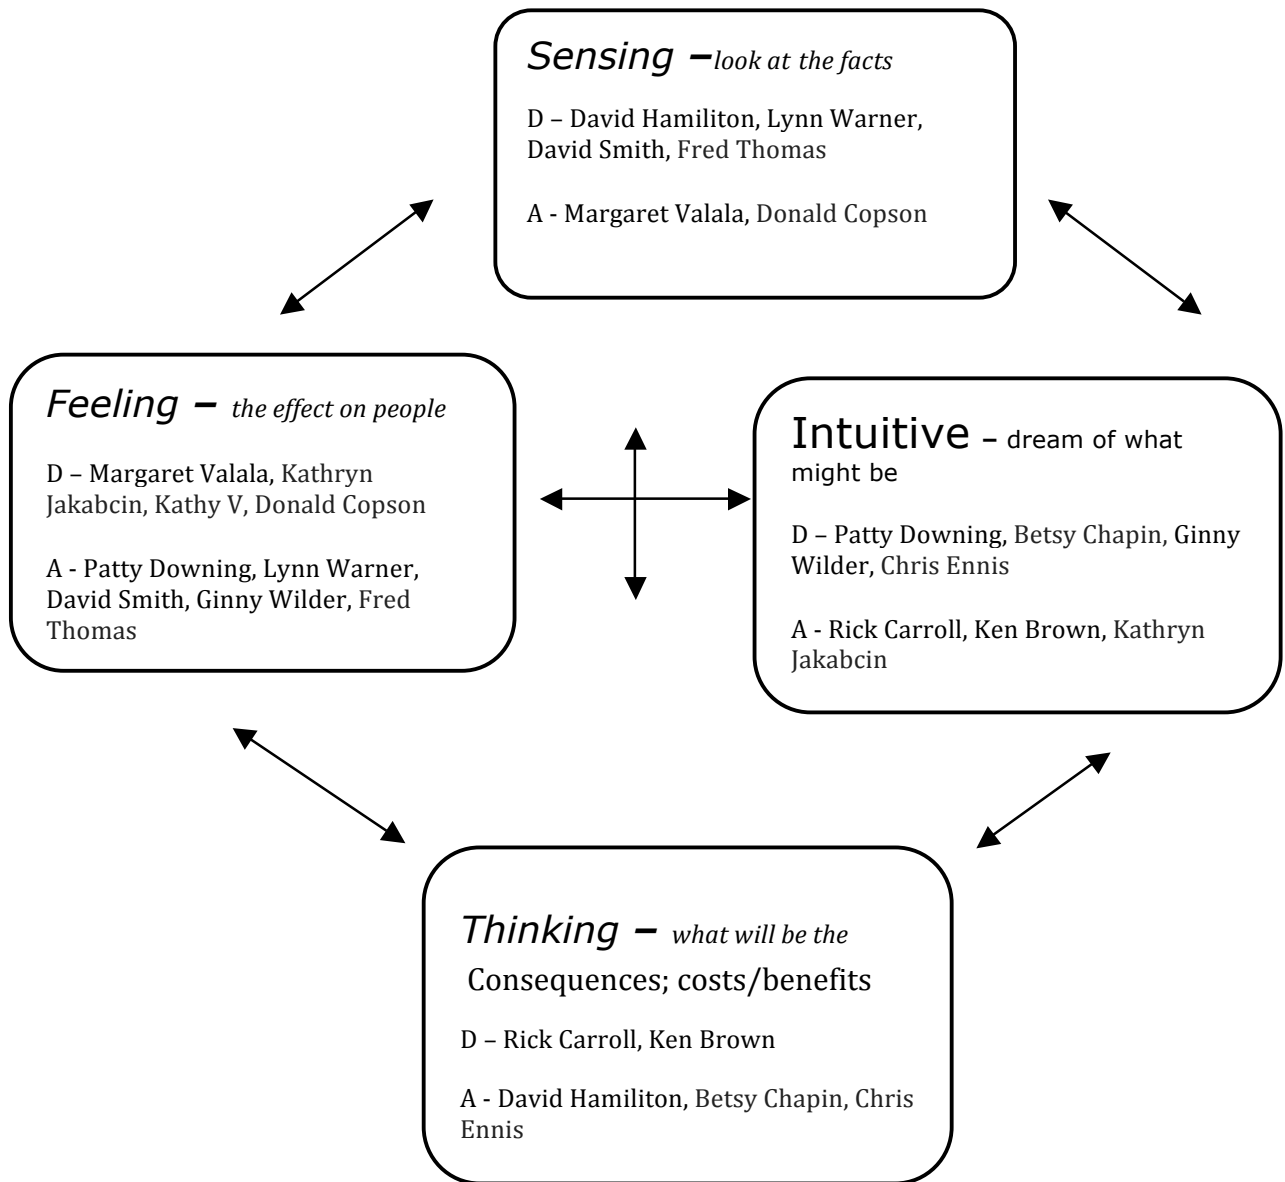 Sensing –look at the facts
D – David Hamiliton, Lynn Warner,
David Smith, Fred Thomas
A - Margaret Valala, Donald Copson
Feeling – the effect on people
D – Margaret Valala, Kathryn
Jakabcin, Kathy V, Donald Copson
A - Patty Downing, Lynn Warner,
David Smith, Ginny Wilder, Fred
Thomas
Intuitive – dream of what
might be
D – Patty Downing, Betsy Chapin, Ginny
Wilder, Chris Ennis
A - Rick Carroll, Ken Brown, Kathryn
Jakabcin
Thinking – what will be the
Consequences; costs/benefits
D – Rick Carroll, Ken Brown
A - David Hamiliton, Betsy Chapin, Chris
Ennis